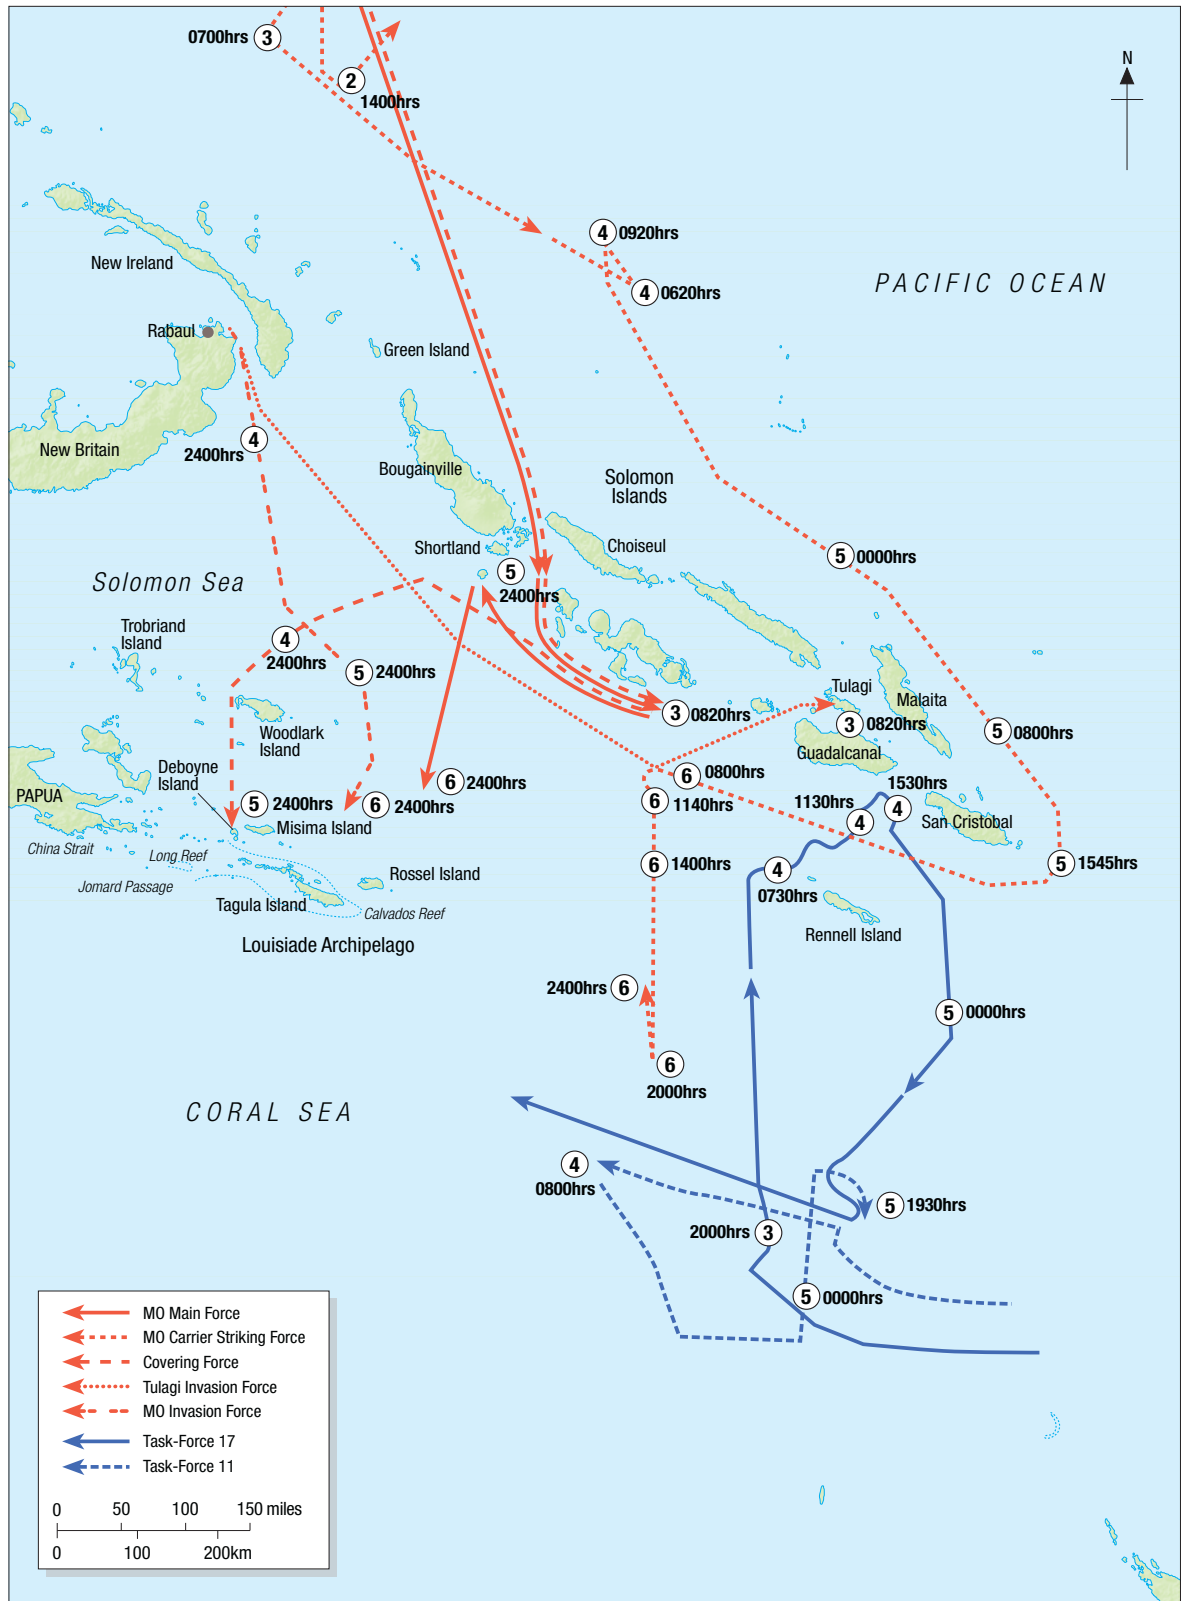 0700hrs 3
2
1400hrs
N
4 0920hrs
4 0620hrs
PACIFIC OCEAN
New Ireland
Rabaul
Green Island
New Britain
4
2400hrs
Bougainville
Solomon
Islands
Shortland
Choiseul
5
2400hrs
5 0000hrs
Solomon Sea
Trobriand
Island
4
2400hrs
5 2400hrs
Tulagi
Malaita
3 0820hrs
3 0820hrs
Guadalcanal
5 0800hrs
Woodlark
Island
Deboyne
Island
6 2400hrs
6 0800hrs
1530hrs
4
PAPUA
5 2400hrs
6 2400hrs
6 1140hrs
1130hrs
4
San Cristobal
Misima Island
China Strait
Long Reef
Jomard Passage
Rossel Island
6 1400hrs
4
0730hrs
5 1545hrs
Tagula Island
Calvados Reef
Rennell Island
Louisiade Archipelago
2400hrs 6
5 0000hrs
6
2000hrs
CORAL SEA
4
0800hrs
5 1930hrs
2000hrs 3
5 0000hrs
MO Main Force
MO Carrier Striking Force
Covering Force
Tulagi Invasion Force
MO Invasion Force
Task-Force 17
Task-Force 11
0 50 100 150 miles
0 100 200km